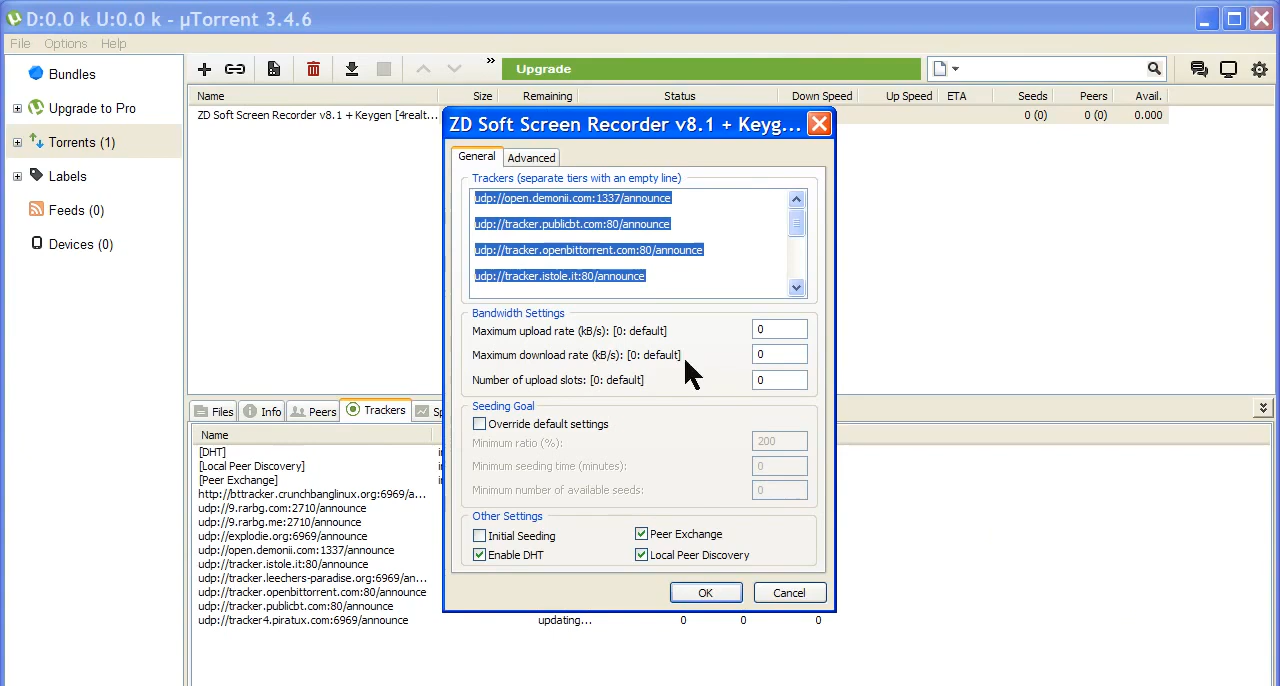 D:0.0 k U:0.0 k - µTorrent 3.4.6
File Options Help
Bundles
Upgrade to Pro
Torrents (1)
Labels
Feeds (0)
Devices (0)
Upgrade
Name Size Remaining Status Down Speed Up Speed ETA Seeds Peers Avail.
ZD Soft Screen Recorder v8.1 + Keygen [4realt... 0 (0) 0 (0) 0.000
ZD Soft Screen Recorder v8.1 + Keyg...
General Advanced
Trackers (separate tiers with an empty line)
udp://open.demonii.com:1337/announce
udp://tracker.publicbt.com:80/announce
udp://tracker.openbittorrent.com:80/announce
udp://tracker.istole.it:80/announce
Bandwidth Settings
Maximum upload rate (kB/s): [0: default] 0
Maximum download rate (kB/s): [0: default] 0
Number of upload slots: [0: default] 0
Seeding Goal
Override default settings
Minimum ratio (%): 200
Minimum seeding time (minutes): 0
Minimum number of available seeds: 0
Other Settings
Initial Seeding Peer Exchange
Enable DHT Local Peer Discovery
OK Cancel
Files Info Peers Trackers
Name
[DHT]
[Local Peer Discovery]
[Peer Exchange]
http://bttracker.crunchbanglinux.org:6969/a...
udp://9.rarbg.com:2710/announce
udp://9.rarbg.me:2710/announce
udp://explodie.org:6969/announce
udp://open.demonii.com:1337/announce
udp://tracker.istole.it:80/announce
udp://tracker.leechers-paradise.org:6969/an...
udp://tracker.openbittorrent.com:80/announce
udp://tracker.publicbt.com:80/announce
udp://tracker4.piratux.com:6969/announce updating... 0 0 0